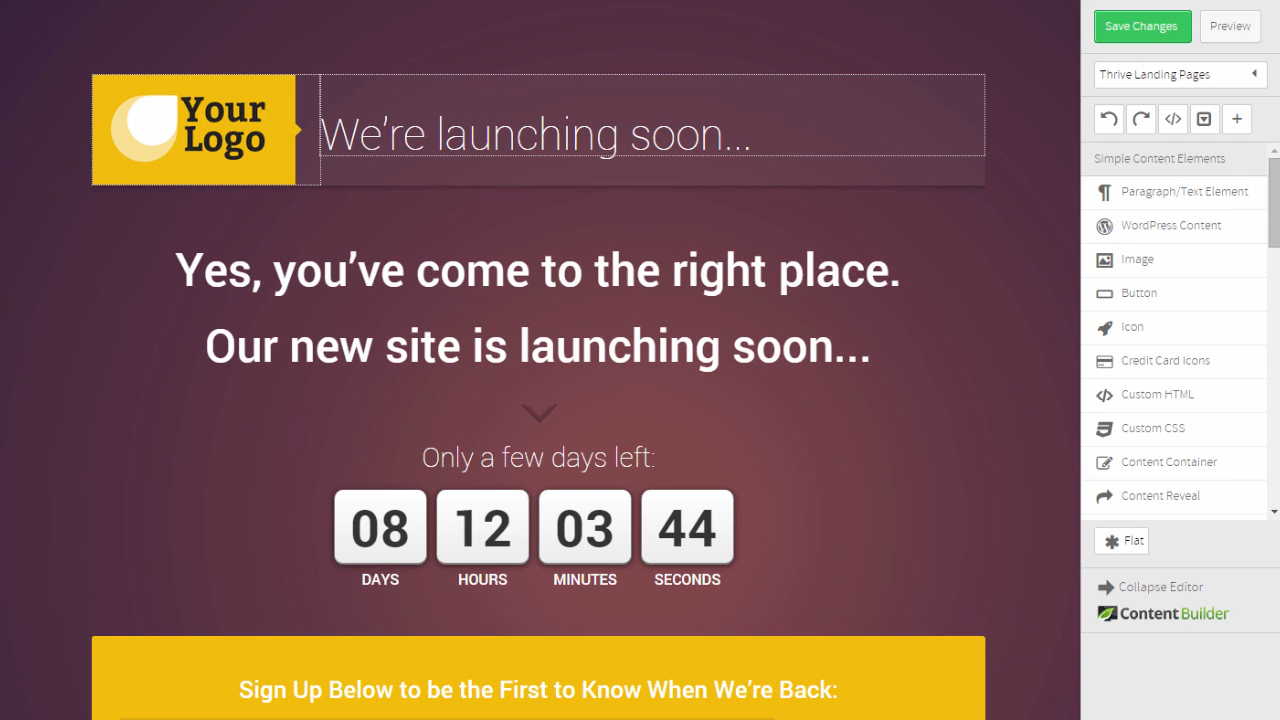 Your
Logo
We're launching soon...
Yes, you've come to the right place.
Our new site is launching soon...
Only a few days left:
08 12 03 44
DAYS HOURS MINUTES SECONDS
Sign Up Below to be the First to Know When We're Back:
Save Changes
Preview
Thrive Landing Pages
Simple Content Elements
Paragraph/Text Element
WordPress Content
Image
Button
Icon
Credit Card Icons
Custom HTML
Custom CSS
Content Container
Content Reveal
Flat
Collapse Editor
Content Builder